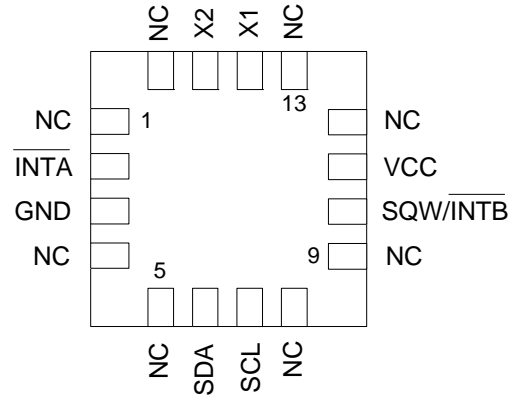 NC X2 X1 NC
13
NC 1 NC
INTA VCC
GND SQW/INTB
NC 9 NC
5
NC SDA SCL NC